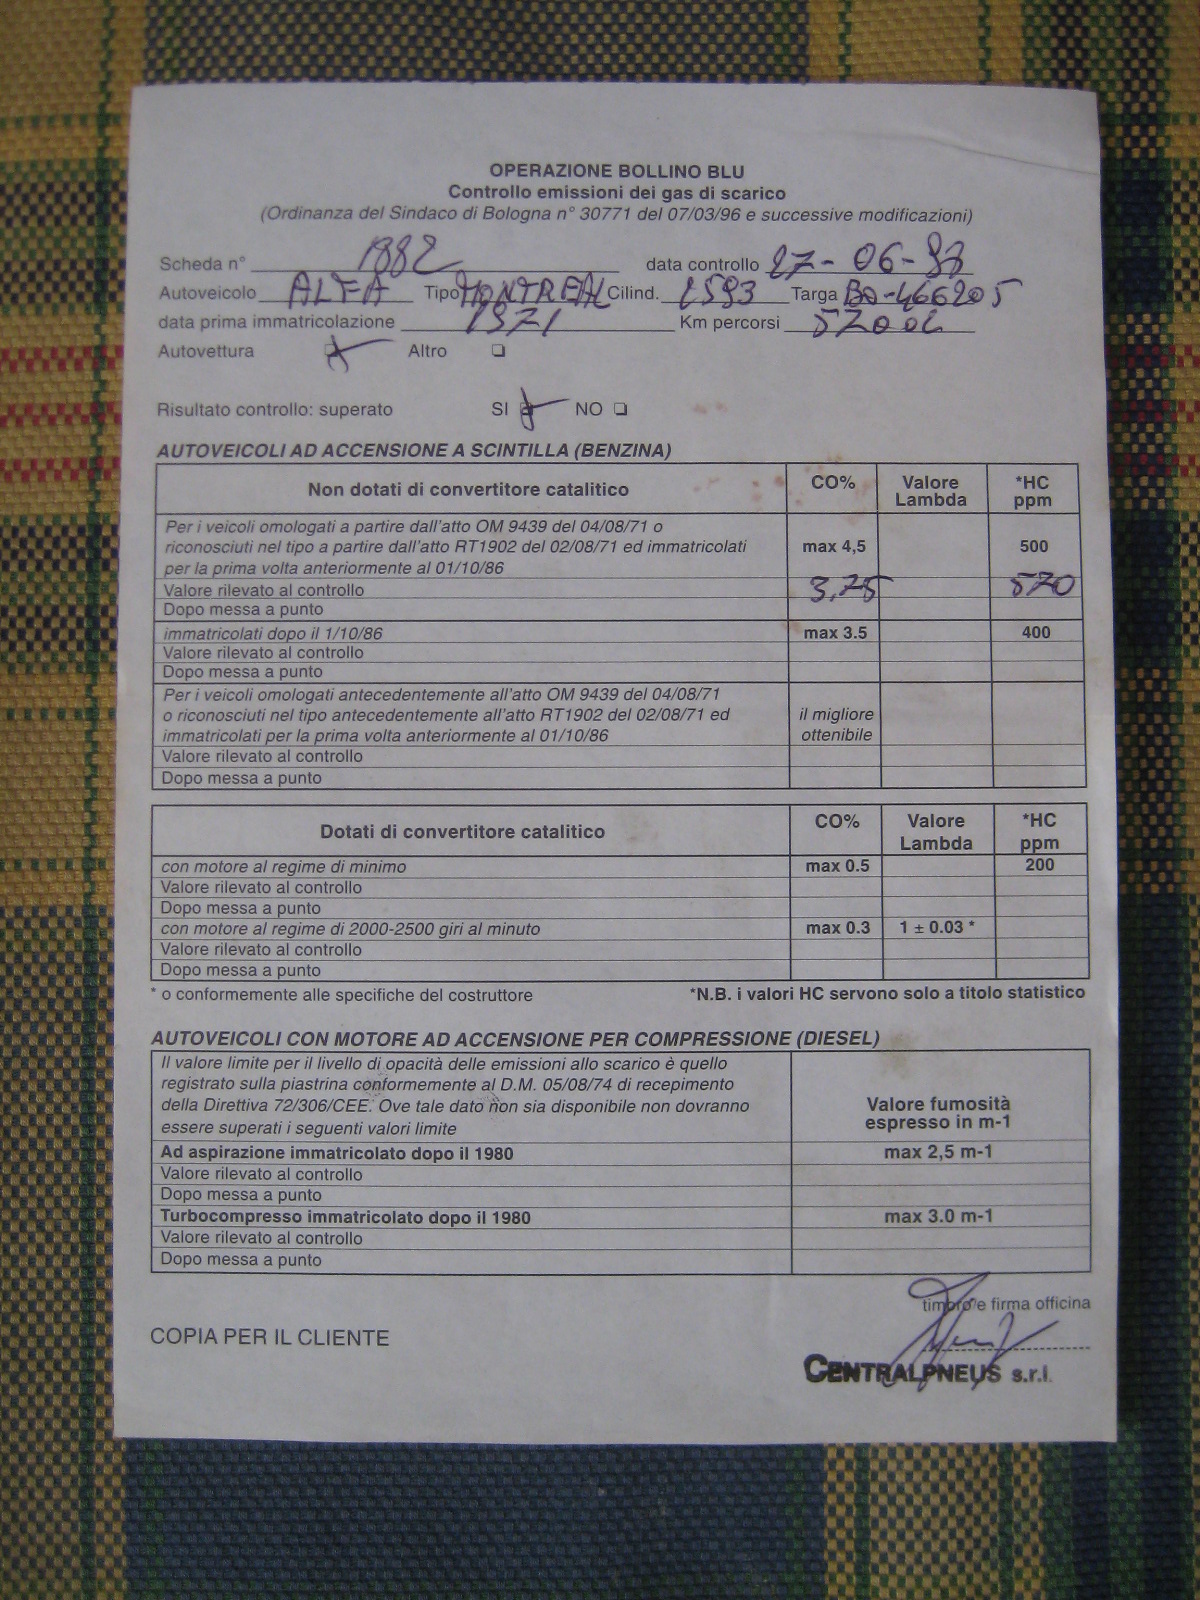 OPERAZIONE BOLLINO BLU
Controllo emissioni dei gas di scarico
(Ordinanza del Sindaco di Bologna n° 30771 del 07/03/96 e successive modificazioni)
Scheda n° 1882 data controllo 27-06-98
Autoveicolo ALFA Tipo MONTREAL Cilind. 2593 Targa BO-466205
data prima immatricolazione 1971 Km percorsi
Autovettura Altro
Risultato controllo: superato SI NO
AUTOVEICOLI AD ACCENSIONE A SCINTILLA (BENZINA)
Non dotati di convertitore catalitico CO% Valore Lambda *HC ppm
Per i veicoli omologati a partire dall'atto OM 9439 del 04/08/71 o
riconosciuti nel tipo a partire dall'atto RT1902 del 02/08/71 ed immatricolati max 4,5 500
per la prima volta anteriormente al 01/10/86
Valore rilevato al controllo 3,75 570
Dopo messa a punto
immatricolati dopo il 1/10/86 max 3.5 400
Valore rilevato al controllo
Dopo messa a punto
Per i veicoli omologati antecedentemente all'atto OM 9439 del 04/08/71
o riconosciuti nel tipo antecedentemente all'atto RT1902 del 02/08/71 ed il migliore
immatricolati per la prima volta anteriormente al 01/10/86 ottenibile
Valore rilevato al controllo
Dopo messa a punto
Dotati di convertitore catalitico CO% Valore Lambda *HC ppm
con motore al regime di minimo max 0.5 200
Valore rilevato al controllo
Dopo messa a punto
con motore al regime di 2000-2500 giri al minuto max 0.3 1 ± 0.03 *
Valore rilevato al controllo
Dopo messa a punto
* o conformemente alle specifiche del costruttore *N.B. i valori HC servono solo a titolo statistico
AUTOVEICOLI CON MOTORE AD ACCENSIONE PER COMPRESSIONE (DIESEL)
Il valore limite per il livello di opacità delle emissioni allo scarico è quello
registrato sulla piastrina conformemente al D.M. 05/08/74 di recepimento
della Direttiva 72/306/CEE. Ove tale dato non sia disponibile non dovranno Valore fumosità
essere superati i seguenti valori limite espresso in m-1
Ad aspirazione immatricolato dopo il 1980 max 2,5 m-1
Valore rilevato al controllo
Dopo messa a punto
Turbocompresso immatricolato dopo il 1980 max 3.0 m-1
Valore rilevato al controllo
Dopo messa a punto
timbro e firma officina
COPIA PER IL CLIENTE
CENTRALPNEUS s.r.l.